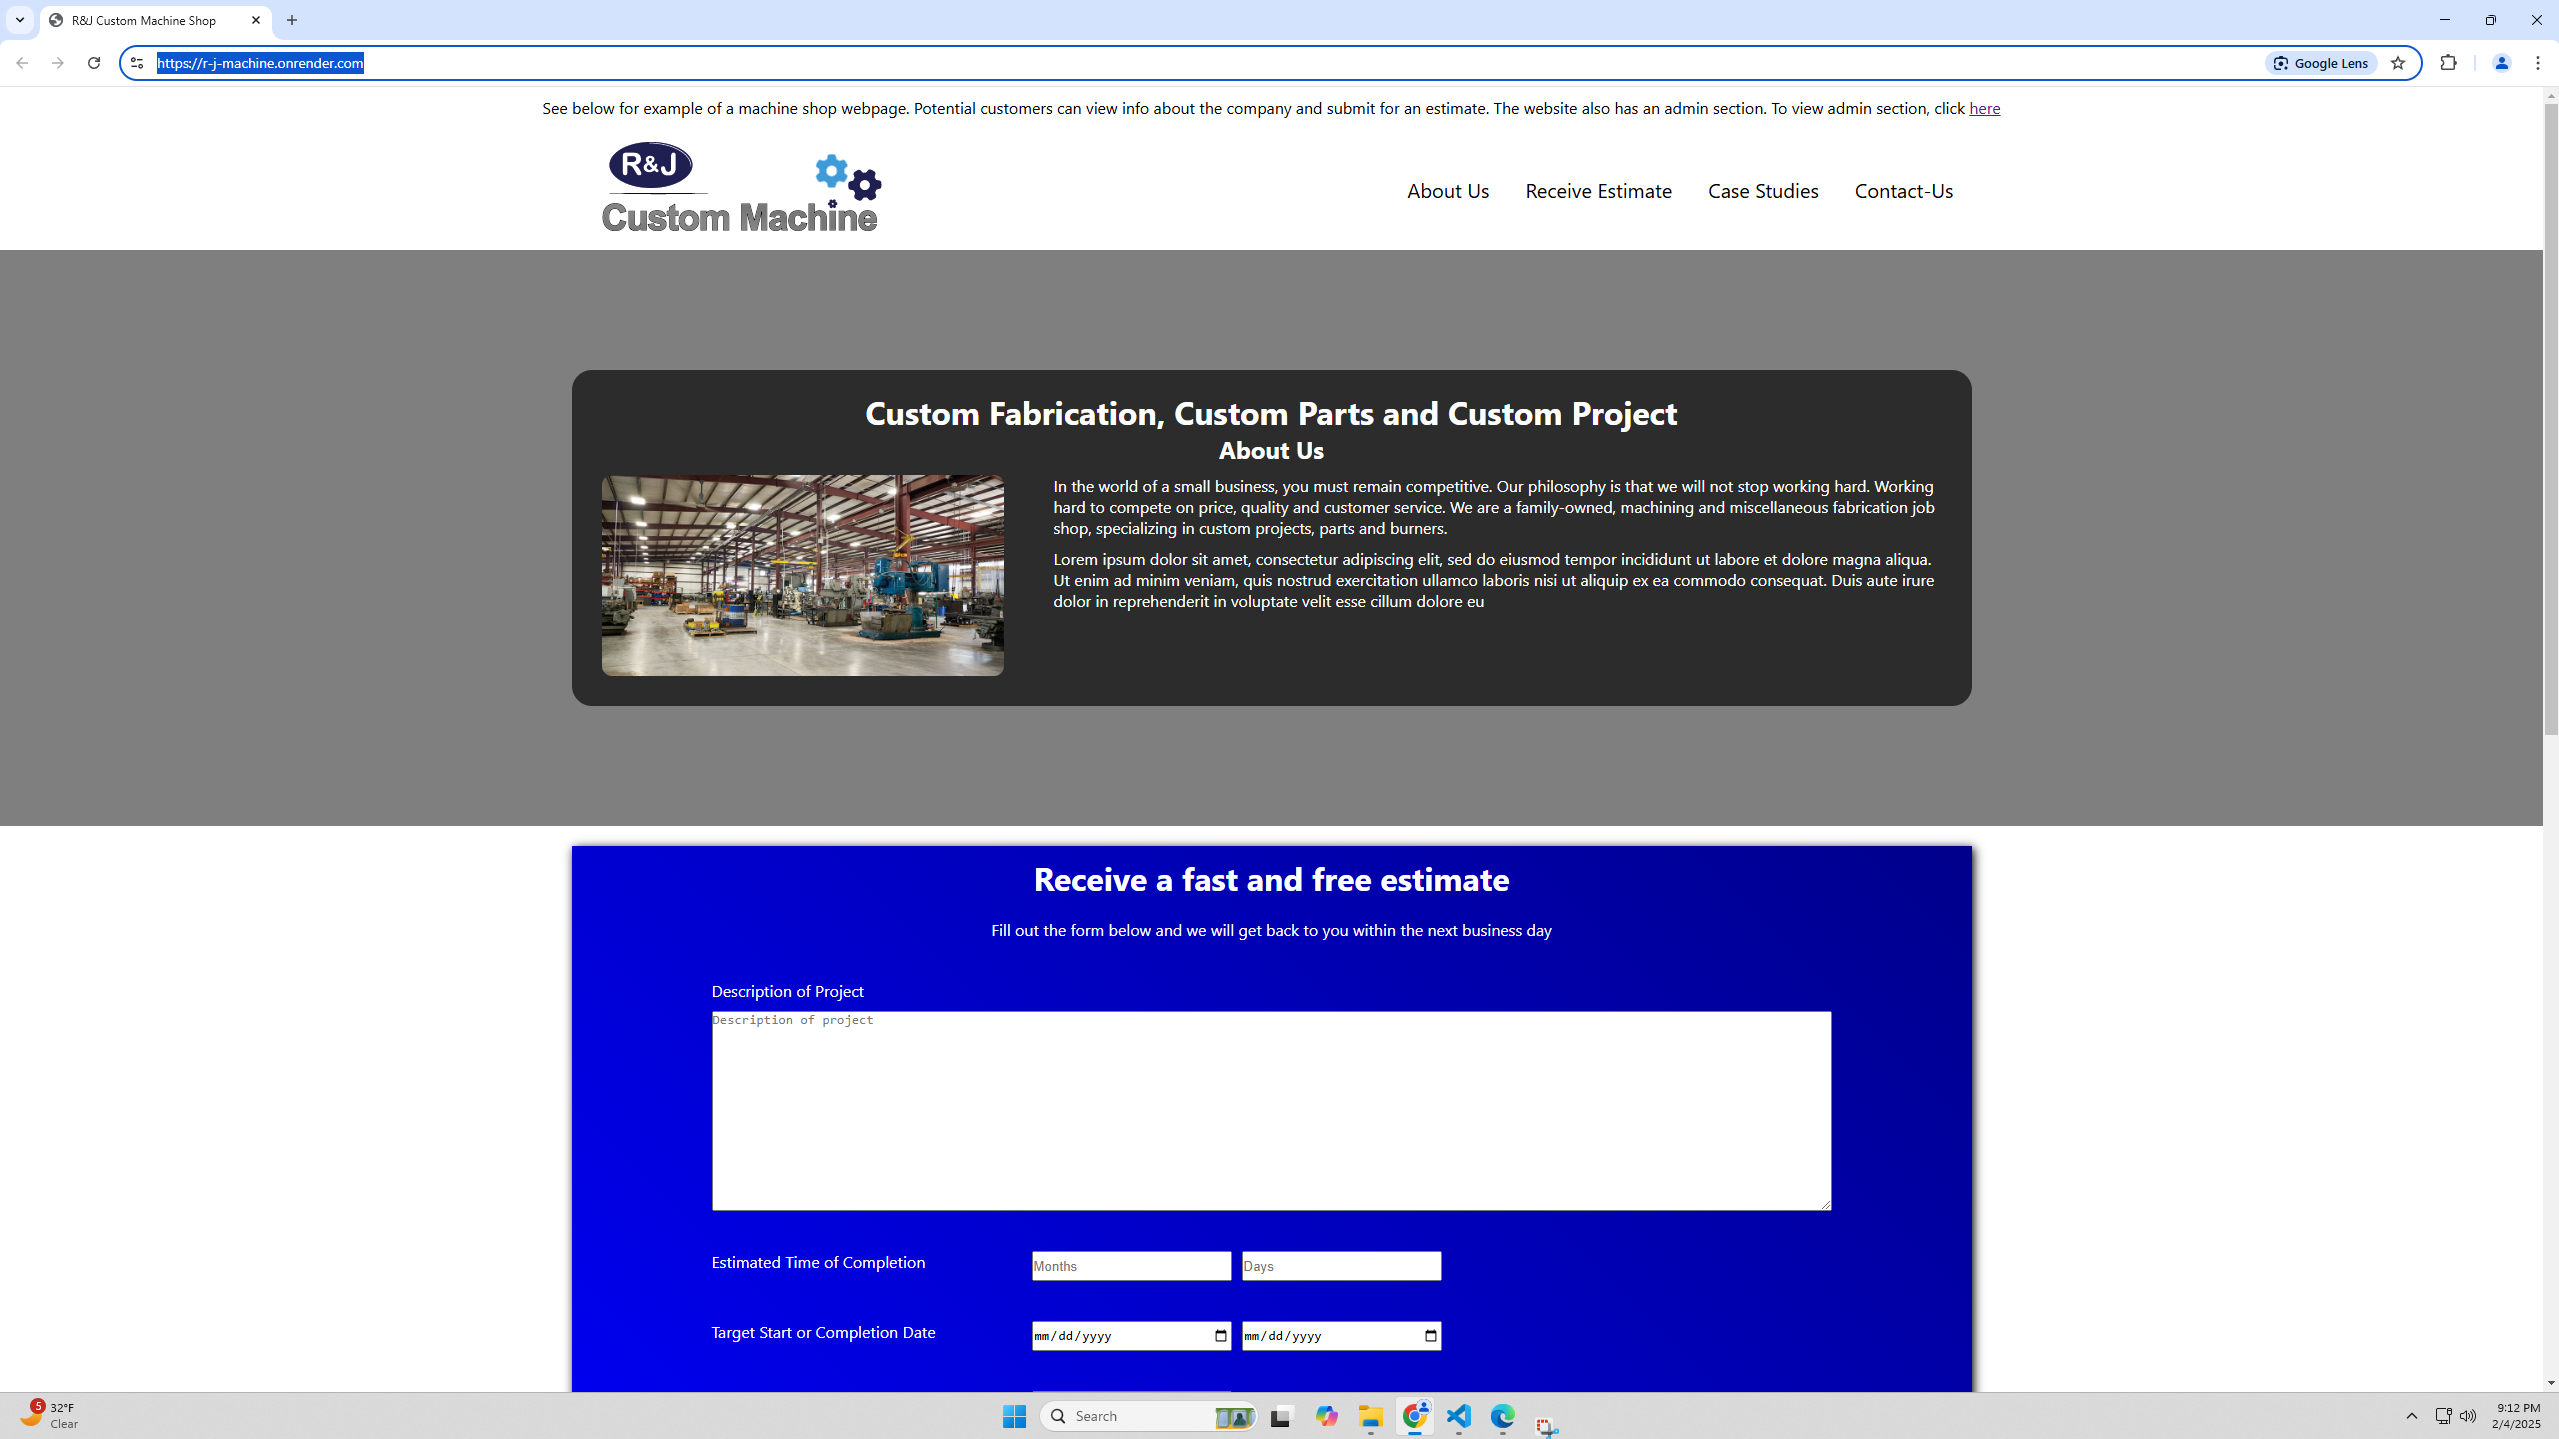 R&J Custom Machine Shop
https://r-j-machine.onrender.com
Google Lens
See below for example of a machine shop webpage. Potential customers can view info about the company and submit for an estimate. The website also has an admin section. To view admin section, click here
R&J
Custom Machine
About Us
Receive Estimate
Case Studies
Contact-Us
Custom Fabrication, Custom Parts and Custom Project
About Us
In the world of a small business, you must remain competitive. Our philosophy is that we will not stop working hard. Working
hard to compete on price, quality and customer service. We are a family-owned, machining and miscellaneous fabrication job
shop, specializing in custom projects, parts and burners.
Lorem ipsum dolor sit amet, consectetur adipiscing elit, sed do eiusmod tempor incididunt ut labore et dolore magna aliqua.
Ut enim ad minim veniam, quis nostrud exercitation ullamco laboris nisi ut aliquip ex ea commodo consequat. Duis aute irure
dolor in reprehenderit in voluptate velit esse cillum dolore eu
Receive a fast and free estimate
Fill out the form below and we will get back to you within the next business day
Description of Project
Description of project
Estimated Time of Completion
Months
Days
Target Start or Completion Date
mm/dd/yyyy
mm/dd/yyyy
5
32°F
Clear
Search
9:12 PM
2/4/2025